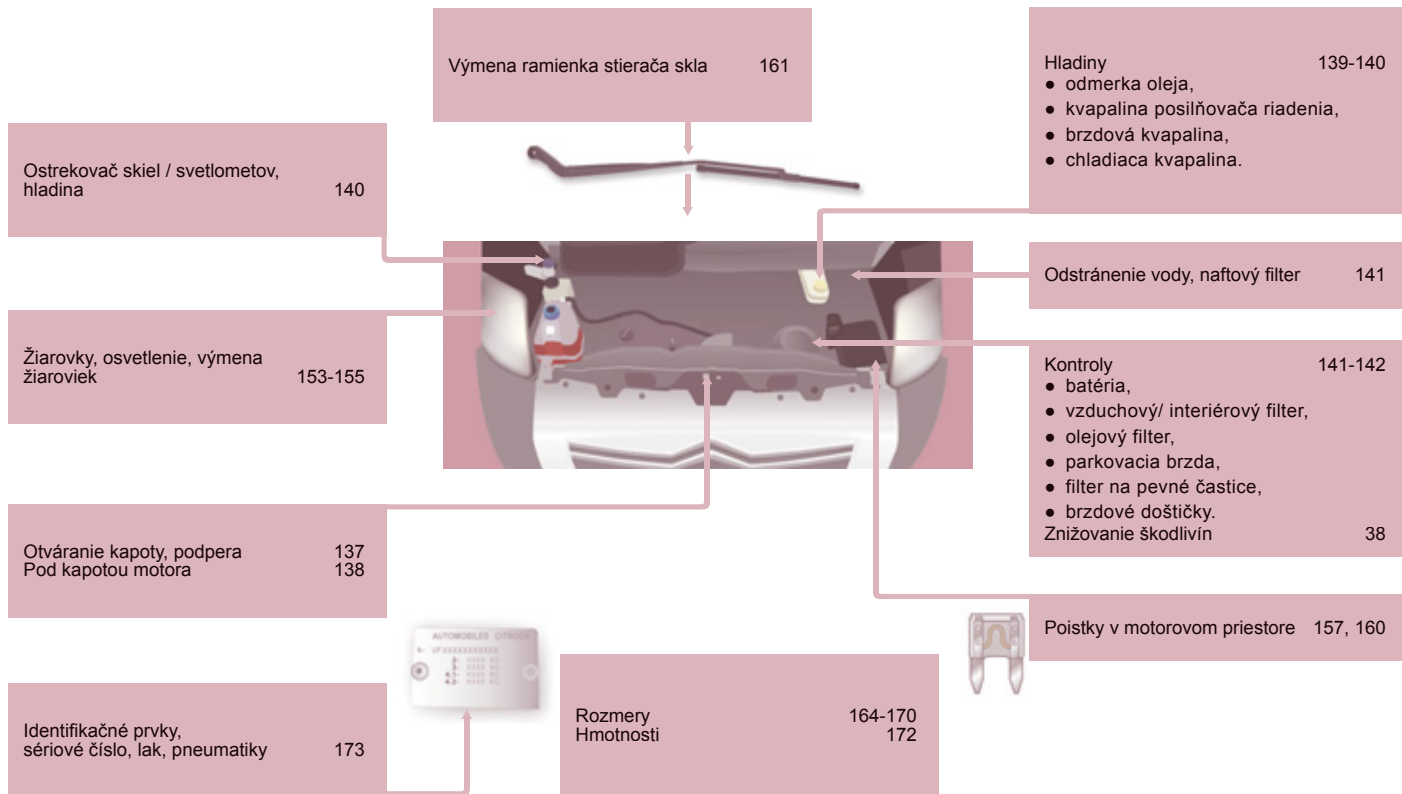 Výmena ramienka stierača skla 161
Hladiny 139-140
● odmerka oleja,
● kvapalina posilňovača riadenia,
● brzdová kvapalina,
● chladiaca kvapalina.
Ostrekovač skiel / svetlometov,
hladina 140
Odstránenie vody, naftový filter 141
Žiarovky, osvetlenie, výmena
žiaroviek 153-155
Kontroly 141-142
● batéria,
● vzduchový/ interiérový filter,
● olejový filter,
● parkovacia brzda,
● filter na pevné častice,
● brzdové doštičky.
Znižovanie škodlivín 38
Otváranie kapoty, podpera 137
Pod kapotou motora 138
Poistky v motorovom priestore 157, 160
AUTOMOBILES CITROËN
Identifikačné prvky,
sériové číslo, lak, pneumatiky 173
Rozmery 164-170
Hmotnosti 172